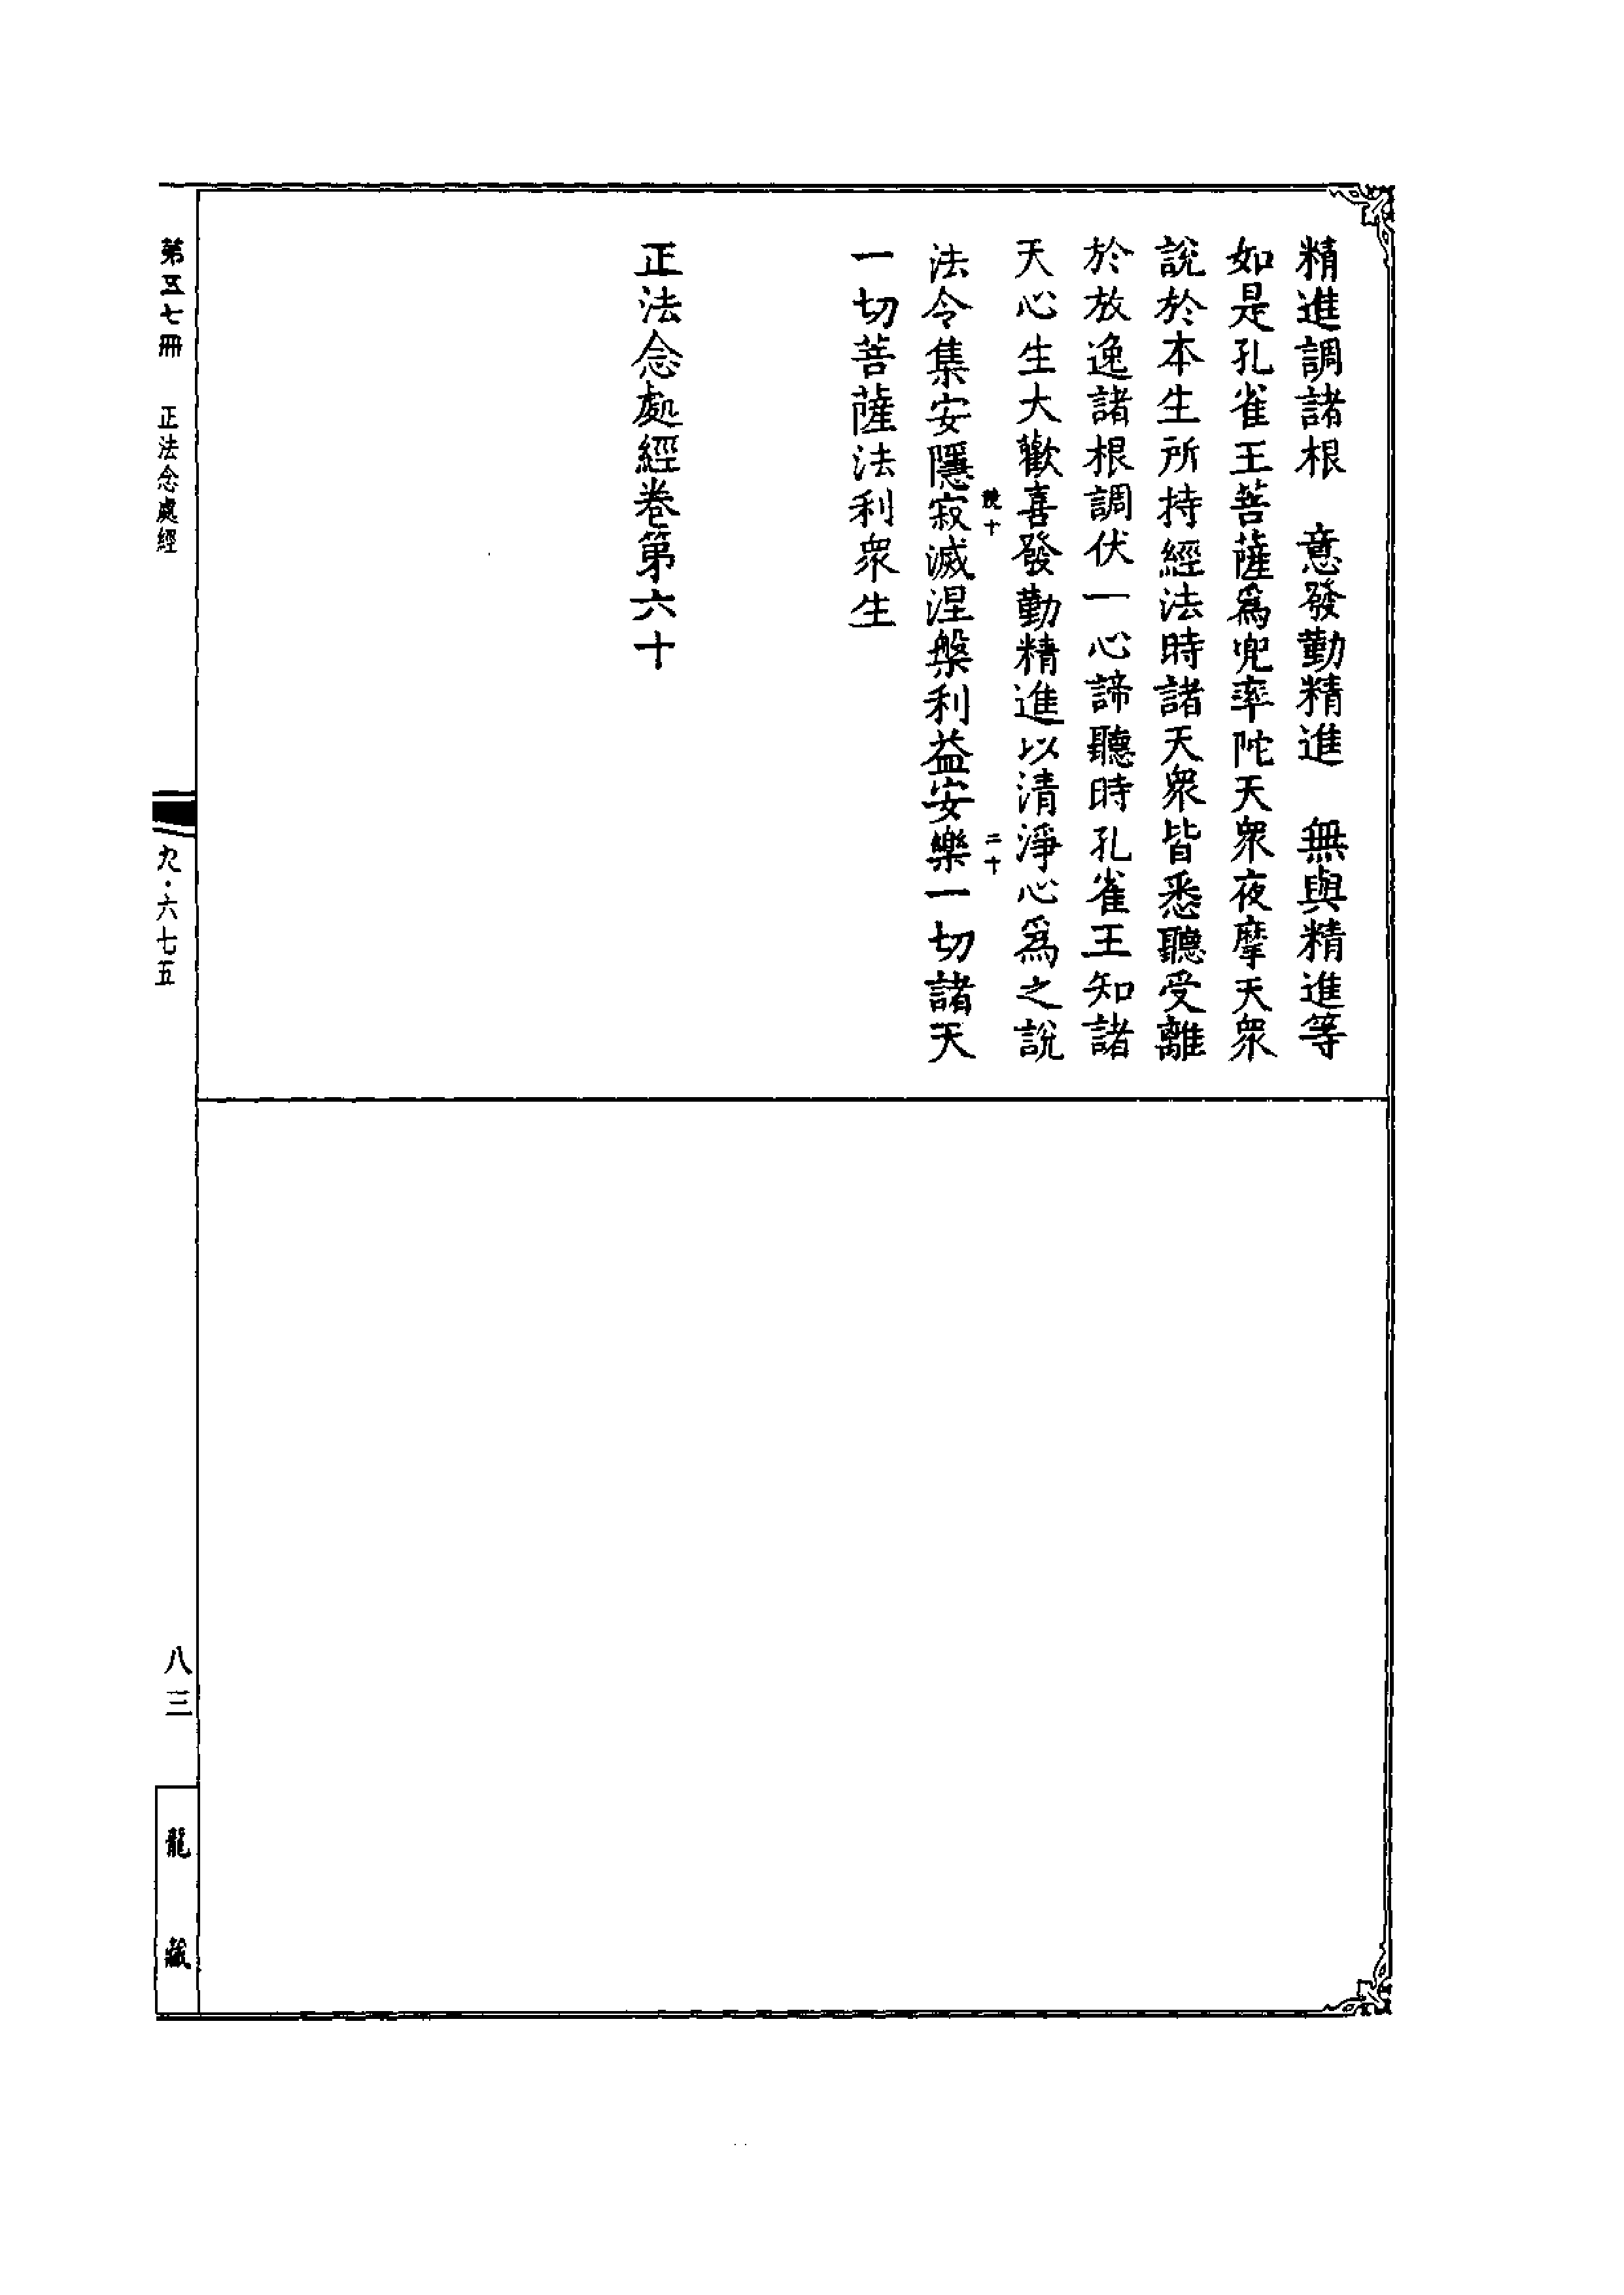 精進調諸根　意發勤精進　無與精進等
如是孔雀王菩薩爲兜率陀天衆夜摩天衆
說於本生所持經法時諸天衆皆悉聽受離
於放逸諸根調伏一心諦聽時孔雀王知諸
天心生大歡喜發勤精進以清淨心爲之說
十
二十
法令集安隱寂滅涅槃利益安樂一切諸天
一切菩薩法利衆生
正法念處經卷第六十
第五七冊　正法念處經
九·六七五
八三
龍藏